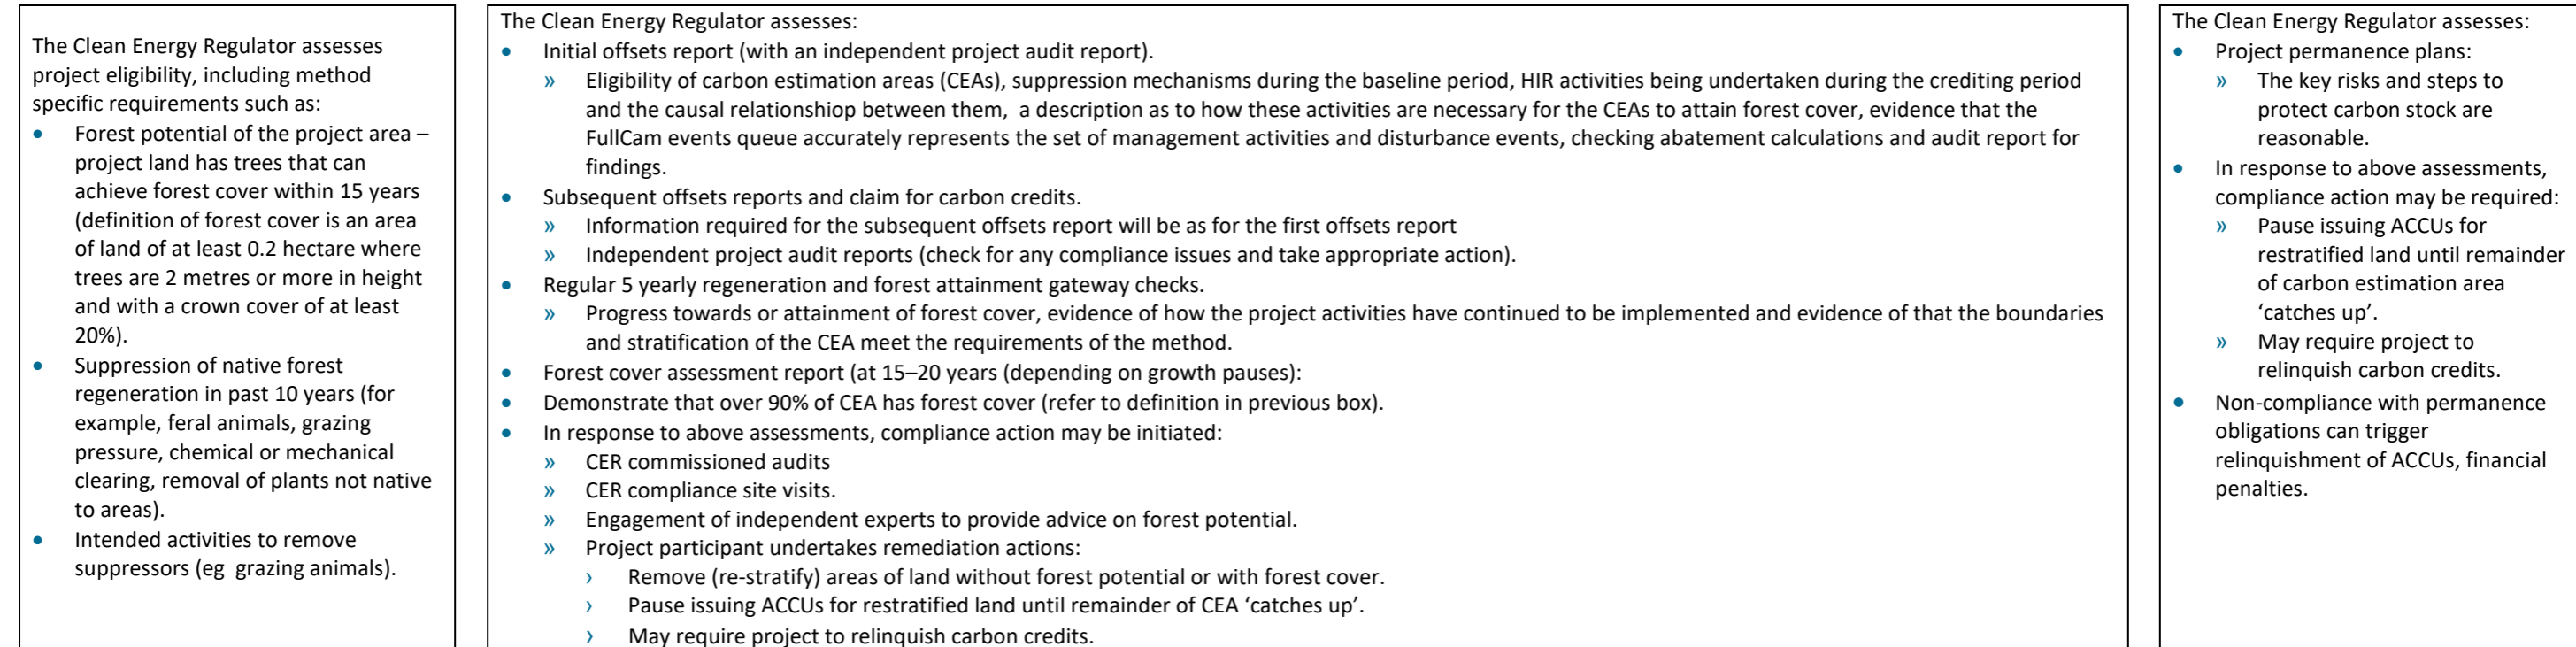 The Clean Energy Regulator assesses
project eligibility, including method
specific requirements such as:
• Forest potential of the project area –
project land has trees that can
achieve forest cover within 15 years
(definition of forest cover is an area
of land of at least 0.2 hectare where
trees are 2 metres or more in height
and with a crown cover of at least
20%).
• Suppression of native forest
regeneration in past 10 years (for
example, feral animals, grazing
pressure, chemical or mechanical
clearing, removal of plants not native
to areas).
• Intended activities to remove
suppressors (eg grazing animals).
The Clean Energy Regulator assesses:
• Initial offsets report (with an independent project audit report).
» Eligibility of carbon estimation areas (CEAs), suppression mechanisms during the baseline period, HIR activities being undertaken during the crediting period
and the causal relationshiop between them, a description as to how these activities are necessary for the CEAs to attain forest cover, evidence that the
FullCam events queue accurately represents the set of management activities and disturbance events, checking abatement calculations and audit report for
findings.
• Subsequent offsets reports and claim for carbon credits.
» Information required for the subsequent offsets report will be as for the first offsets report
» Independent project audit reports (check for any compliance issues and take appropriate action).
• Regular 5 yearly regeneration and forest attainment gateway checks.
» Progress towards or attainment of forest cover, evidence of how the project activities have continued to be implemented and evidence of that the boundaries
and stratification of the CEA meet the requirements of the method.
• Forest cover assessment report (at 15–20 years (depending on growth pauses):
• Demonstrate that over 90% of CEA has forest cover (refer to definition in previous box).
• In response to above assessments, compliance action may be initiated:
» CER commissioned audits
» CER compliance site visits.
» Engagement of independent experts to provide advice on forest potential.
» Project participant undertakes remediation actions:
› Remove (re-stratify) areas of land without forest potential or with forest cover.
› Pause issuing ACCUs for restratified land until remainder of CEA ‘catches up’.
› May require project to relinquish carbon credits.
The Clean Energy Regulator assesses:
• Project permanence plans:
» The key risks and steps to
protect carbon stock are
reasonable.
• In response to above assessments,
compliance action may be required:
» Pause issuing ACCUs for
restratified land until remainder
of carbon estimation area
‘catches up’.
» May require project to
relinquish carbon credits.
• Non-compliance with permanence
obligations can trigger
relinquishment of ACCUs, financial
penalties.